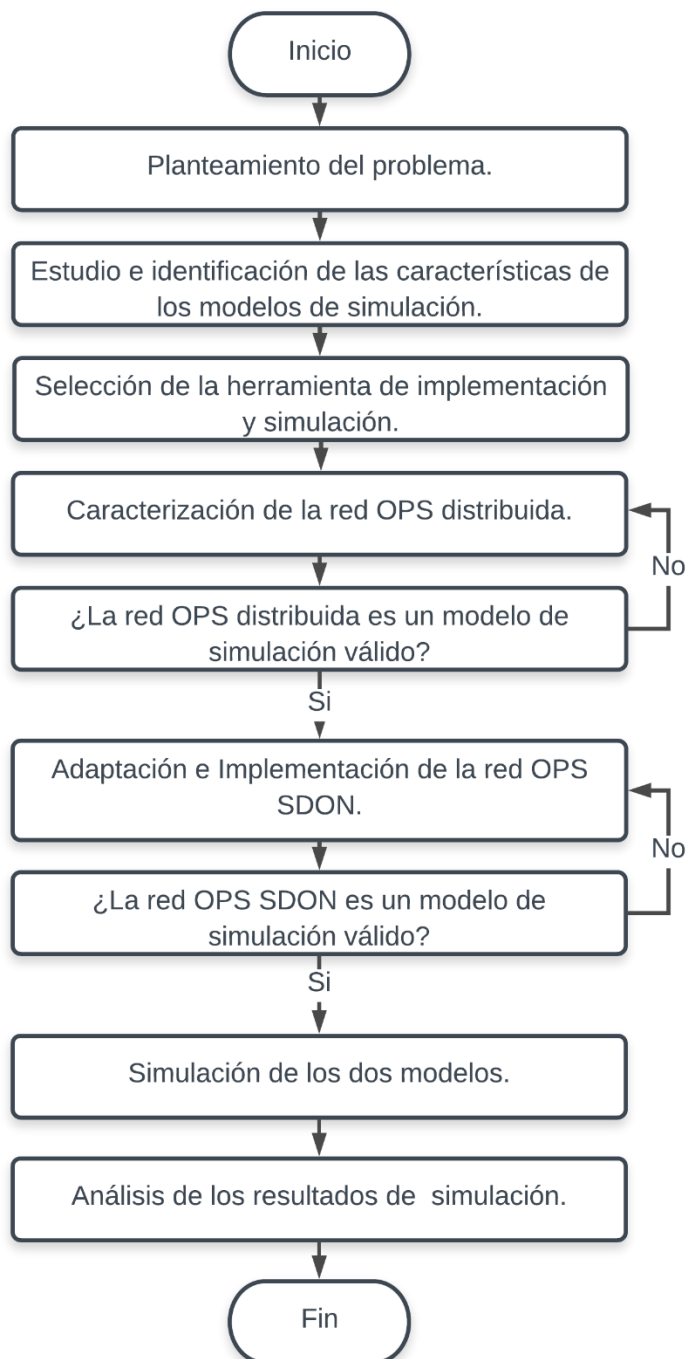 Inicio
Planteamiento del problema.
Estudio e identificación de las características de
los modelos de simulación.
Selección de la herramienta de implementación
y simulación.
Caracterización de la red OPS distribuida.
No
¿La red OPS distribuida es un modelo de
simulación válido?
Si
Adaptación e Implementación de la red OPS
SDON.
No
¿La red OPS SDON es un modelo de
simulación válido?
Si
Simulación de los dos modelos.
Análisis de los resultados de  simulación.
Fin